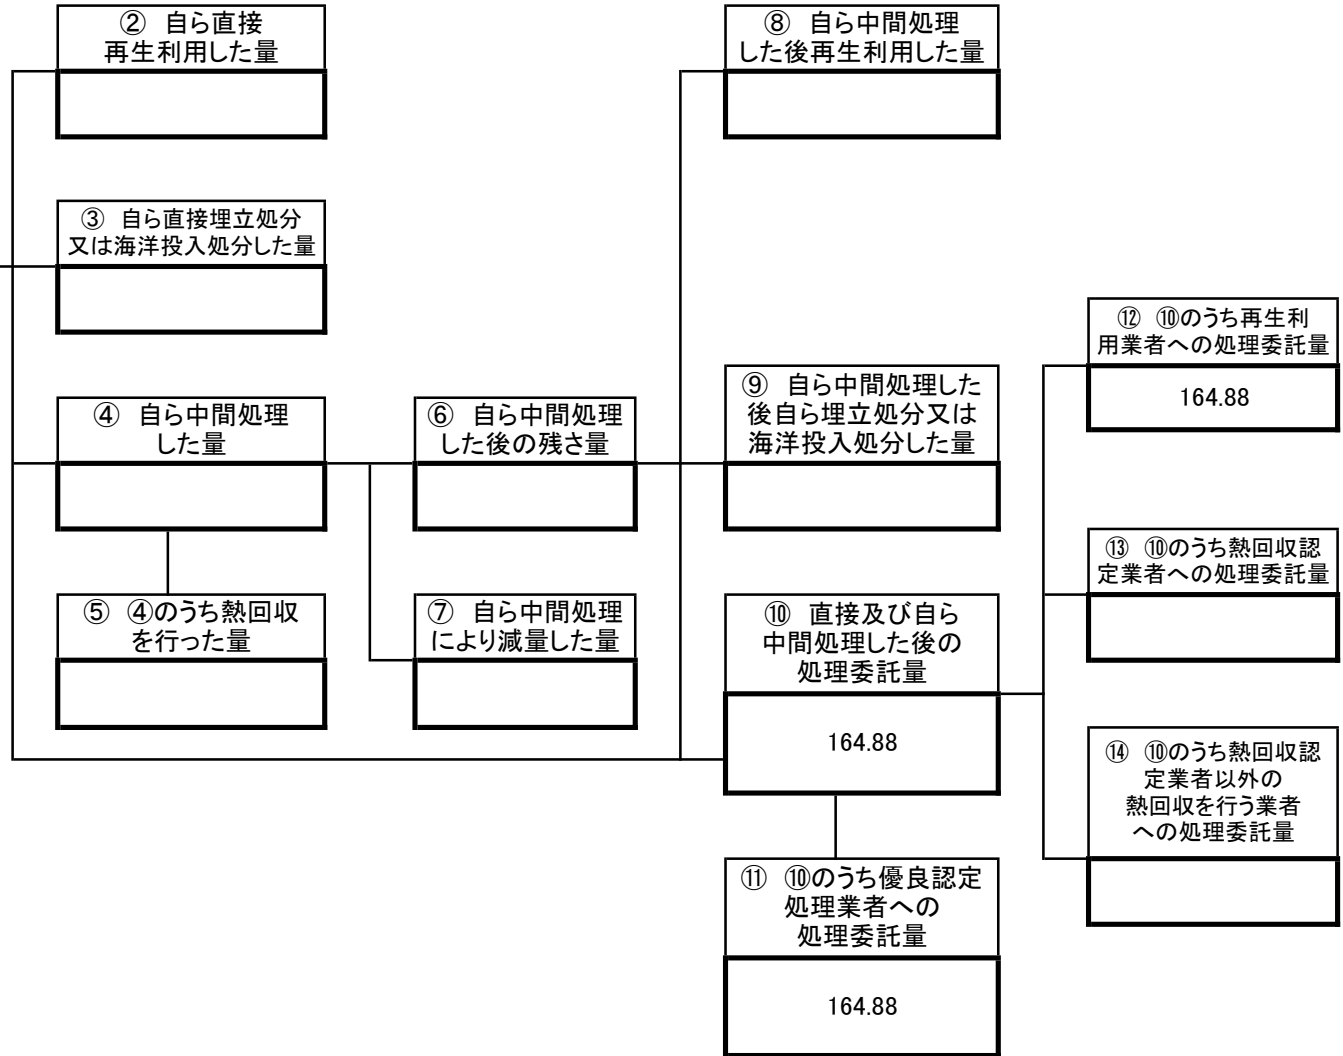 ② 自ら直接
再生利用した量
⑧ 自ら中間処理
した後再生利用した量
③ 自ら直接埋立処分
又は海洋投入処分した量
⑫ ⑩のうち再生利
用業者への処理委託量
164.88
④ 自ら中間処理
した量
⑥ 自ら中間処理
した後の残さ量
⑨ 自ら中間処理した
後自ら埋立処分又は
海洋投入処分した量
⑬ ⑩のうち熱回収認
定業者への処理委託量
⑤ ④のうち熱回収
を行った量
⑦ 自ら中間処理
により減量した量
⑩ 直接及び自ら
中間処理した後の
処理委託量
164.88
⑭ ⑩のうち熱回収認
定業者以外の
熱回収を行う業者
への処理委託量
⑪ ⑩のうち優良認定
処理業者への
処理委託量
164.88